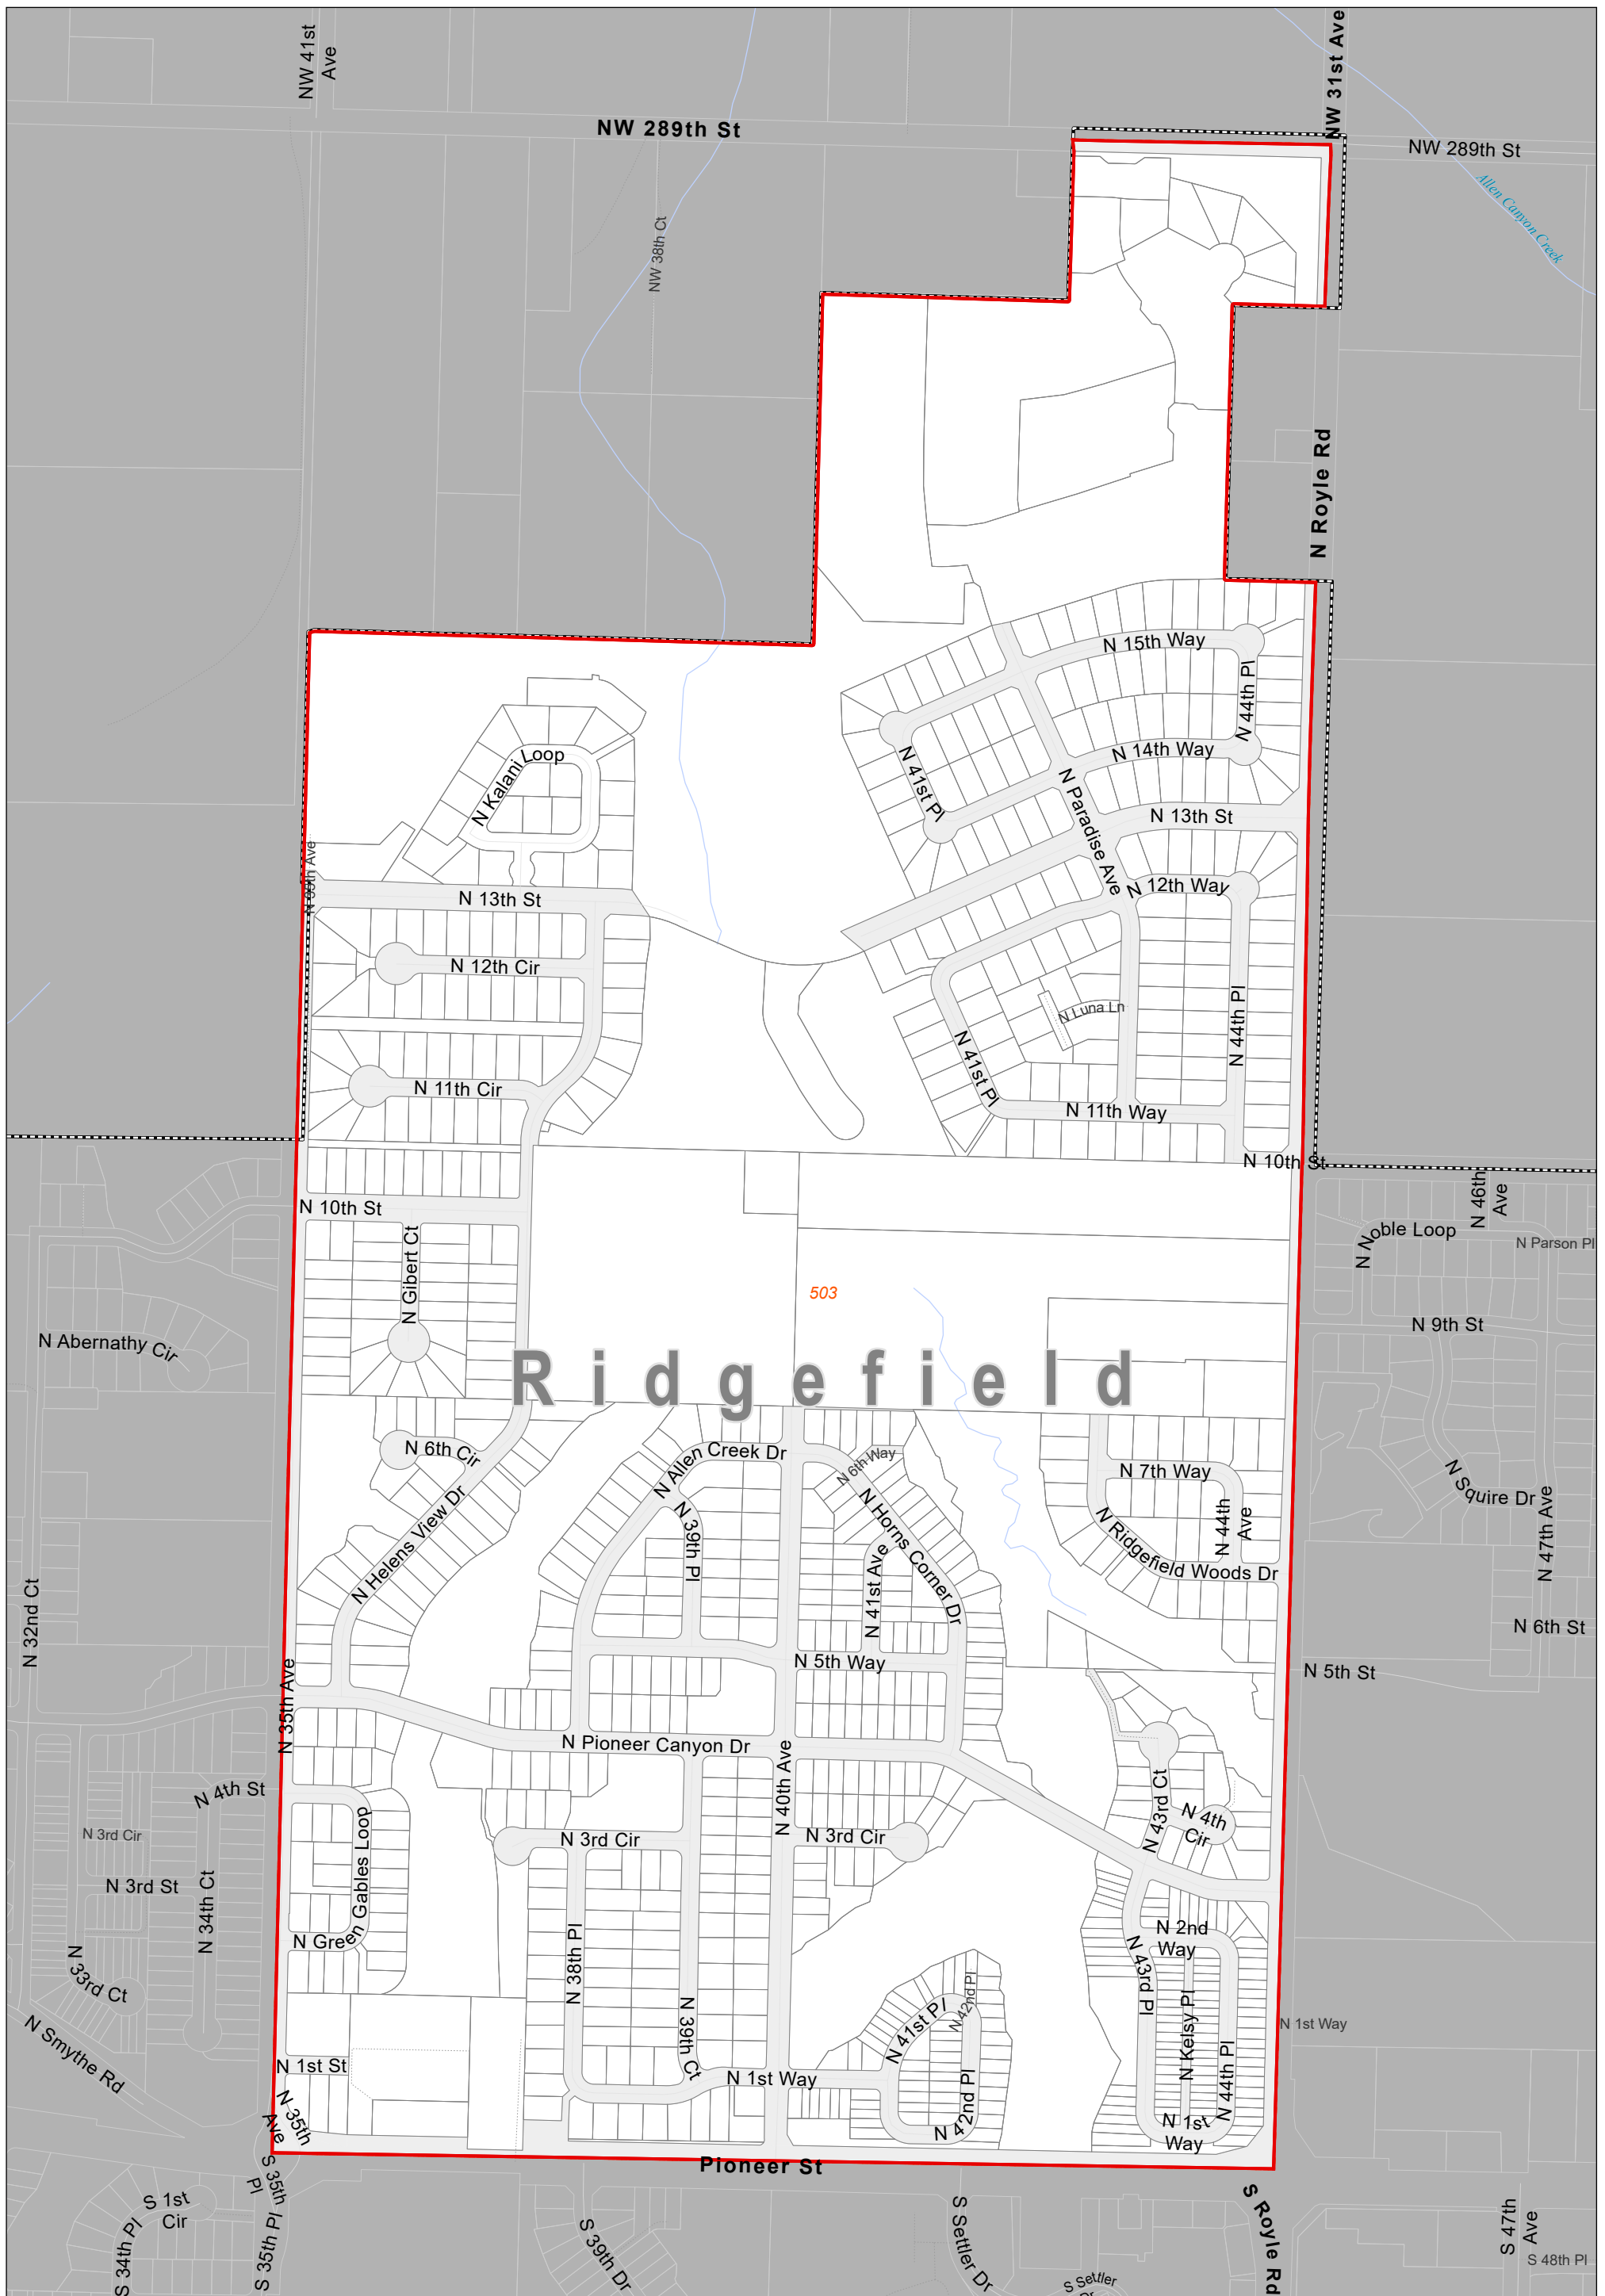 NW 41st
Ave
NW 31st Ave
NW 289th St
NW 289th St
Allen Canyon Creek
NW 38th Ct
N Royle Rd
N 15th Way
N 44th Pl
N 14th Way
N 41st Pl
N Paradise Ave
N 13th St
N Kalani Loop
N 12th Way
N 13th St
N 12th Cir
N Luna Ln
N 44th Pl
N 41st Pl
N 11th Cir
N 11th Way
N 10th St
N 10th St
N 46th
Ave
N Noble Loop
N Parson Pl
N Gibert Ct
503
N 9th St
N Abernathy Cir
Ridgefield
N 6th Cir
N Allen Creek Dr
N 6th Way
N 7th Way
N Squire Dr
N 47th Ave
N Helens View Dr
N 39th Pl
N Horns Corner Dr
N 44th
Ave
N Ridgefield Woods Dr
N 41st Ave
N 32nd Ct
N 6th St
N 5th Way
N 5th St
N 35th Ave
N Pioneer Canyon Dr
N 40th Ave
N 4th St
N 43rd Ct
N 4th
Cir
N 3rd Cir
N 3rd Cir
N 3rd Cir
N Green Gables Loop
N 3rd St
N 34th Ct
N 2nd
Way
N 38th Pl
N 43rd Pl
N 33rd Ct
N 42nd Pl
N 41st Pl
N 39th Ct
N Kelsy Pl
N 44th Pl
N 1st Way
N Smythe Rd
N 1st St
N 1st Way
N 42nd Pl
N 35th
Ave
N 1st
Way
Pioneer St
S 35th
Pl
S 1st
Cir
S 34th Pl
S 35th Pl
S 39th Dr
S Settler Dr
S Settler
S Royle Rd
S 47th
Ave
S 48th Pl